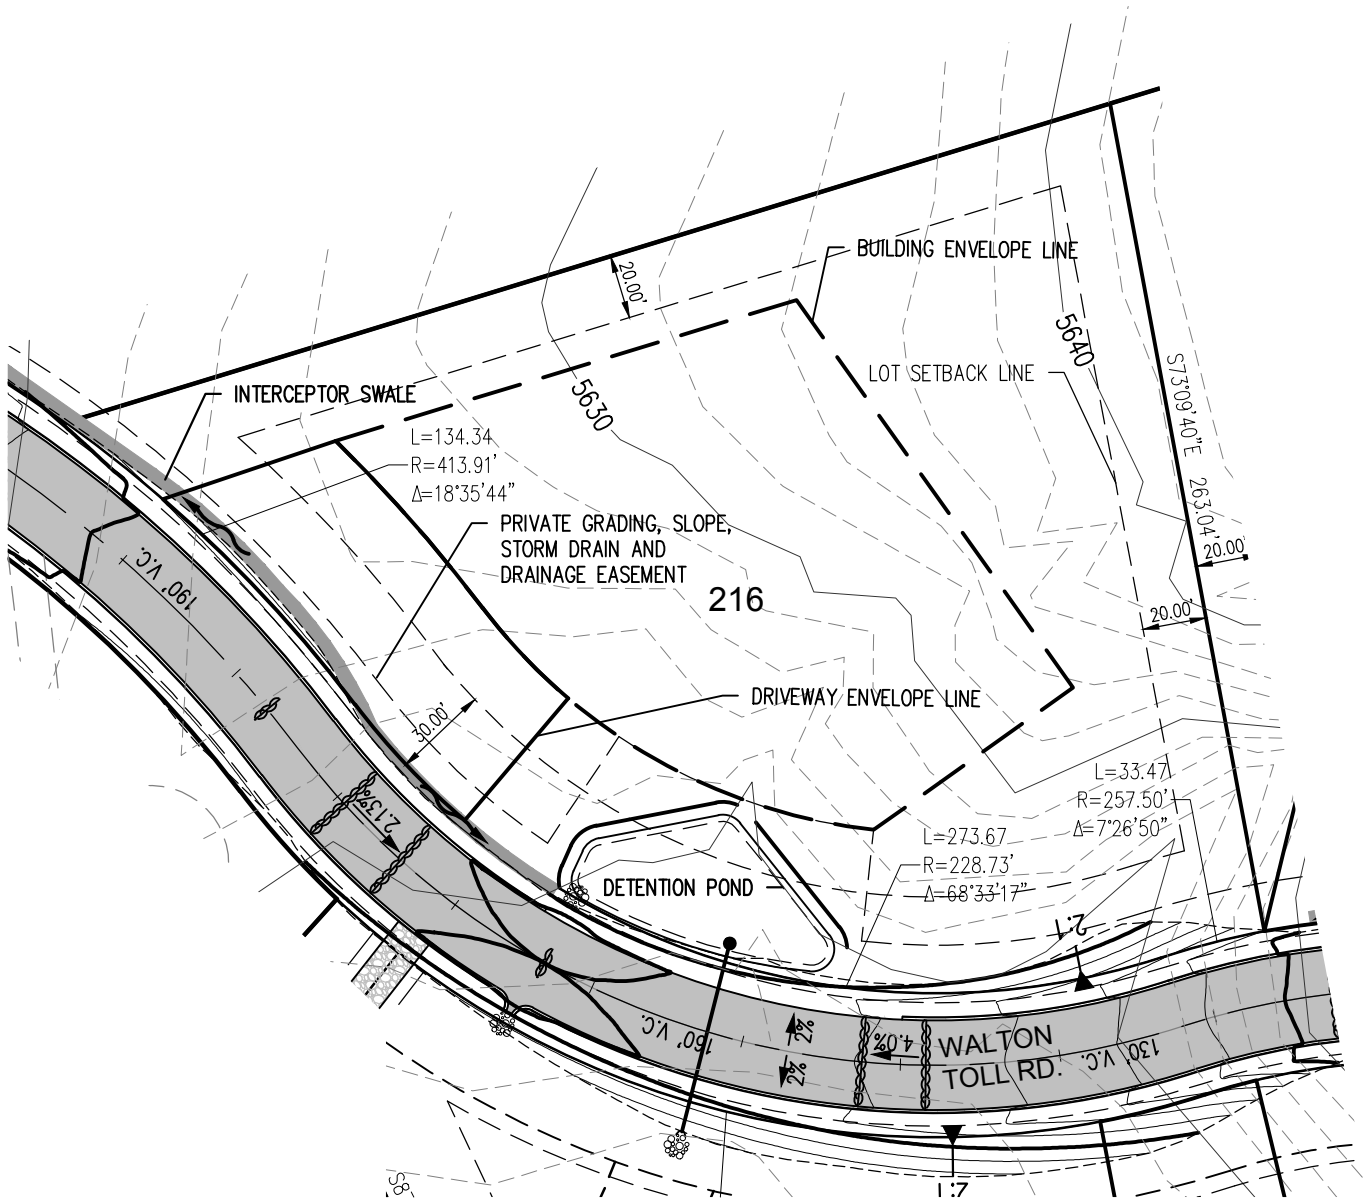 BUILDING ENVELOPE LINE
20.00'
5640
LOT SETBACK LINE
S73°09'40"E 263.04'
5630
INTERCEPTOR SWALE
L=134.34
R=413.91'
Δ=18°35'44"
PRIVATE GRADING, SLOPE,
STORM DRAIN AND
DRAINAGE EASEMENT
20.00'
20.00'
216
190' V.C.
DRIVEWAY ENVELOPE LINE
30.00'
L=33.47
R=257.50'
Δ=7°26'50"
2.13%
L=273.67
R=228.73'
Δ=68°33'17"
DETENTION POND
2:1
160' V.C.
2%
2%
4.0%
WALTON
TOLL RD.
130' V.C.
S8